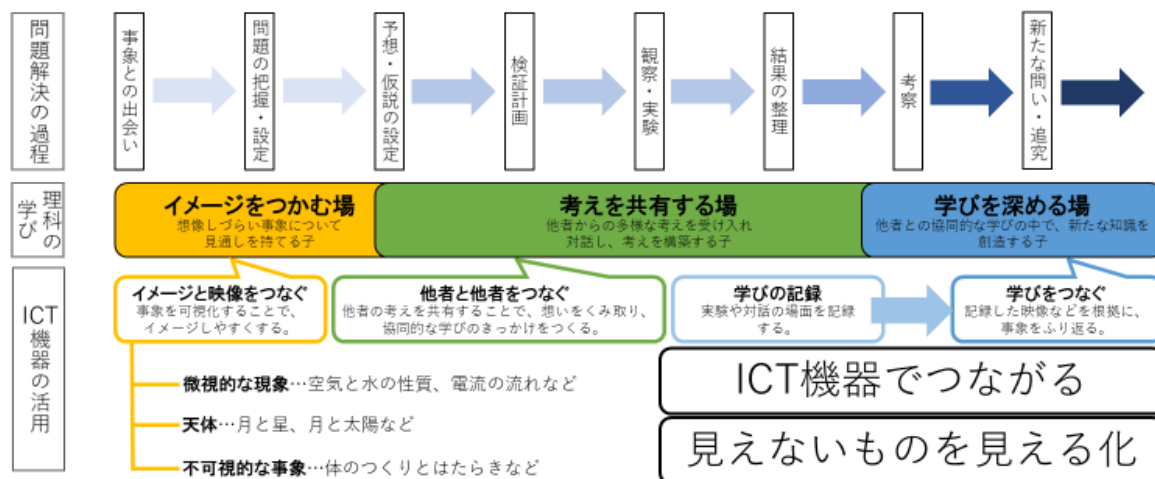 問題解決の過程
事象との出会い
問題の把握・設定
予想・仮説の設定
検証計画
観察・実験
結果の整理
考察
新たな問い・追究
理科の
学び
イメージをつかむ場
想像しづらい事象について
見通しを持てる子
考えを共有する場
他者からの多様な考えを受け入れ
対話し、考えを構築する子
学びを深める場
他者との協同的な学びの中で、新たな知識を
創造する子
ICT機器の活用
イメージと映像をつなぐ
事象を可視化することで、
イメージしやすくする。
他者と他者をつなぐ
他者の考えを共有することで、想いをくみ取り、
協同的な学びのきっかけをつくる。
学びの記録
実験や対話の場面を記録
する。
学びをつなぐ
記録した映像などを根拠に、
事象をふり返る。
微視的な現象…空気と水の性質、電流の流れなど
天体…月と星、月と太陽など
不可視的な事象…体のつくりとはたらきなど
ICT機器でつながる
見えないものを見える化